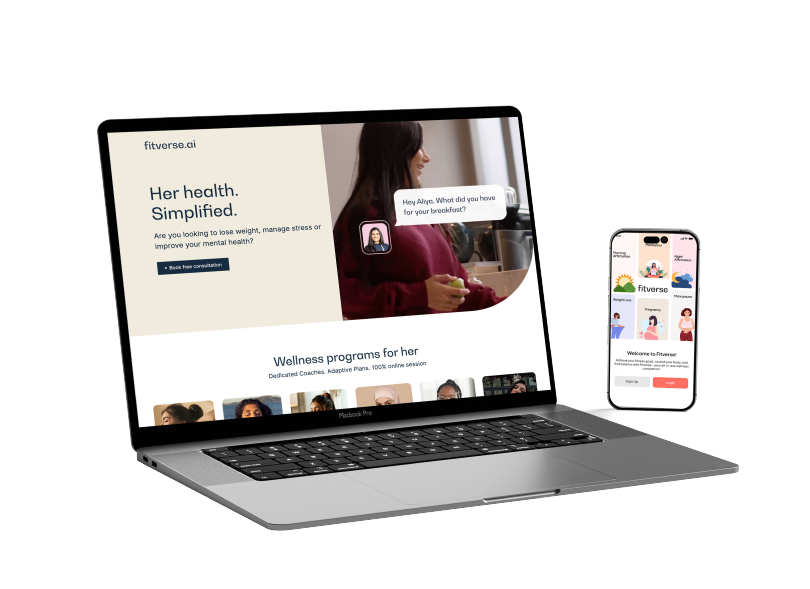 fitverse.ai
Her health.
Simplified.
Are you looking to lose weight, manage stress or
improve your mental health?
Book free consultation
Hey Aliya, What did you have
for your breakfast?
Wellness programs for her
Dedicated Coaches. Adaptive Plans. 100% online session
Macbook Pro
Meditation
Morning
Affirmation
Night
Affirmation
fitverse
Weight loss
Pregnancy
Menopause
Welcome to Fitverse!
Sign Up
Log In